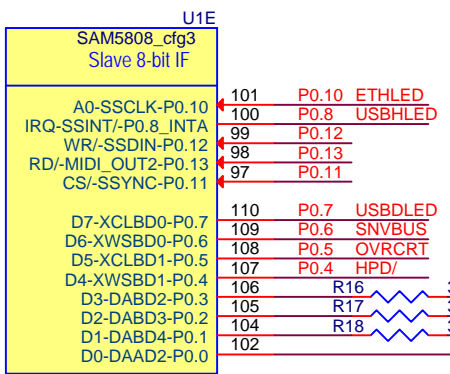 U1E
SAM5808_cfg3
Slave 8-bit IF
A0-SSCLK-P0.10 101 P0.10 ETHLED
IRQ-SSINT/-P0.8_INTA 100 P0.8 USBHLED
WR/-SSDIN-P0.12 99 P0.12
RD/-MIDI_OUT2-P0.13 98 P0.13
CS/-SSYNC-P0.11 97 P0.11
D7-XCLBD0-P0.7 110 P0.7 USBDLED
D6-XWSBD0-P0.6 109 P0.6 SNVBUS
D5-XCLBD1-P0.5 108 P0.5 OVRCRT
D4-XWSBD1-P0.4 107 P0.4 HPD/
D3-DABD2-P0.3 106 R16
D2-DABD3-P0.2 105 R17
D1-DABD4-P0.1 104 R18
D0-DAAD2-P0.0 102